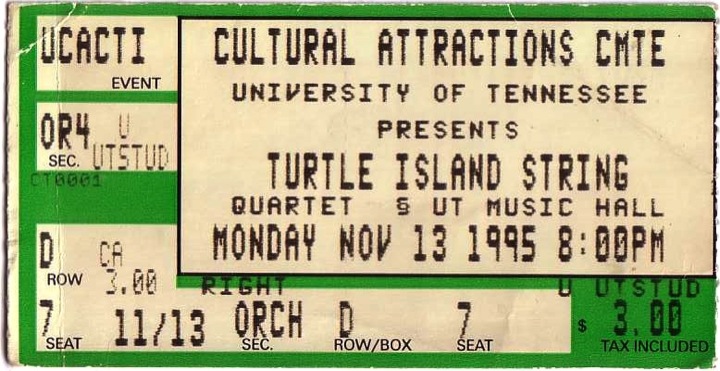 UCACTI
EVENT
CULTURAL ATTRACTIONS CMTE
UNIVERSITY OF TENNESSEE
PRESENTS
TURTLE ISLAND STRING
QUARTET § UT MUSIC HALL
MONDAY NOV 13 1995 8:00PM
OR4 U
SEC. UTSTUD
CT0001
D CA
ROW 3.00
RIGHT U UTSTUD
7 11/13 ORCH D 7 $ 3.00
SEAT SEC. ROW/BOX SEAT TAX INCLUDED